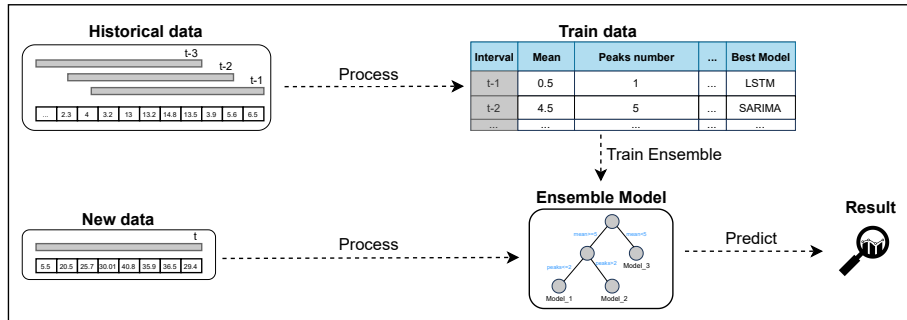 Historical data
t-3
t-2
t-1
... 2.3 4 3.2 13 13.2 14.8 13.5 3.9 5.6 6.5
Process
Train data
Interval Mean Peaks number ... Best Model
t-1 0.5 1 ... LSTM
t-2 4.5 5 ... SARIMA
... ... ... ... ...
Train Ensemble
New data
t
5.5 20.5 25.7 30.01 40.8 35.9 36.5 29.4
Process
Ensemble Model
mean>=5 mean<5
peaks>=2 peaks<2
Model_3
Model_1 Model_2
Predict
Result